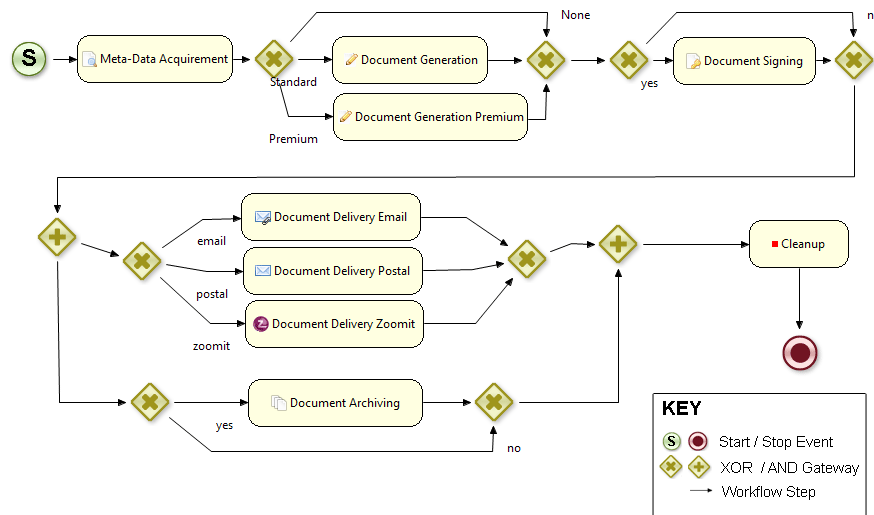 None
n
S
Meta-Data Acquirement
Document Generation
Document Signing
Standard
yes
Document Generation Premium
Premium
Document Delivery Email
email
Document Delivery Postal
postal
Document Delivery Zoomit
zoomit
Cleanup
Document Archiving
yes
no
KEY
S Start / Stop Event
XOR / AND Gateway
Workflow Step